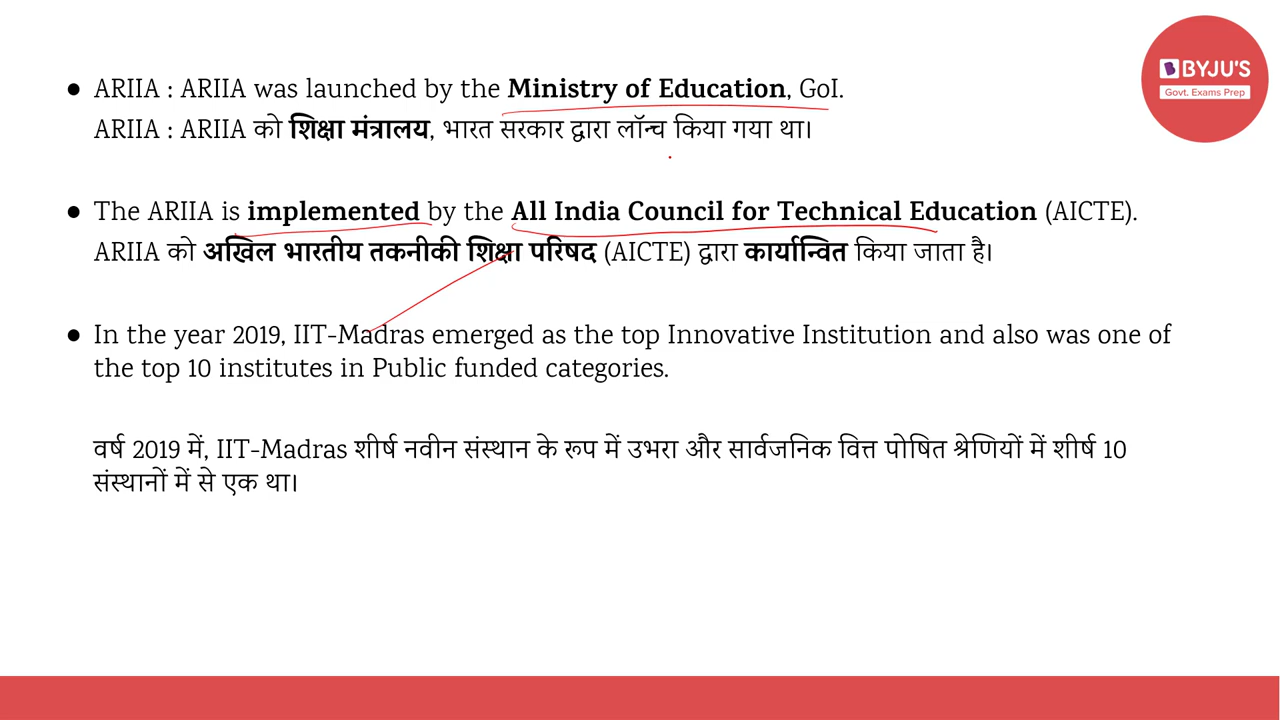 BYJU'S
Govt. Exams Prep
● ARIIA : ARIIA was launched by the Ministry of Education, GoI.
ARIIA : ARIIA को शिक्षा मंत्रालय, भारत सरकार द्वारा लॉन्च किया गया था।
● The ARIIA is implemented by the All India Council for Technical Education (AICTE).
ARIIA को अखिल भारतीय तकनीकी शिक्षा परिषद (AICTE) द्वारा कार्यान्वित किया जाता है।
● In the year 2019, IIT-Madras emerged as the top Innovative Institution and also was one of
the top 10 institutes in Public funded categories.
वर्ष 2019 में, IIT-Madras शीर्ष नवीन संस्थान के रूप में उभरा और सार्वजनिक वित्त पोषित श्रेणियों में शीर्ष 10
संस्थानों में से एक था।